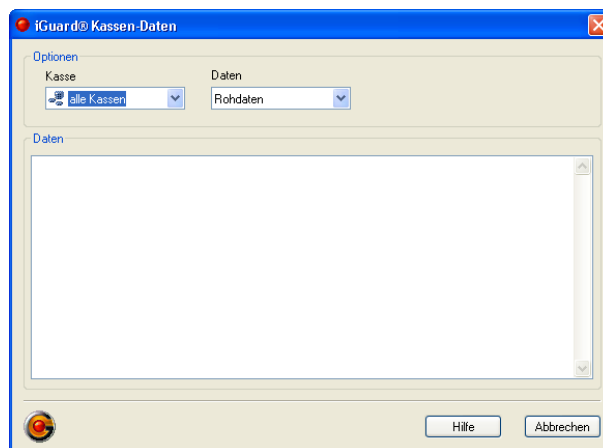 iGuard® Kassen-Daten
Optionen
Kasse Daten
alle Kassen Rohdaten
Daten
Hilfe Abbrechen